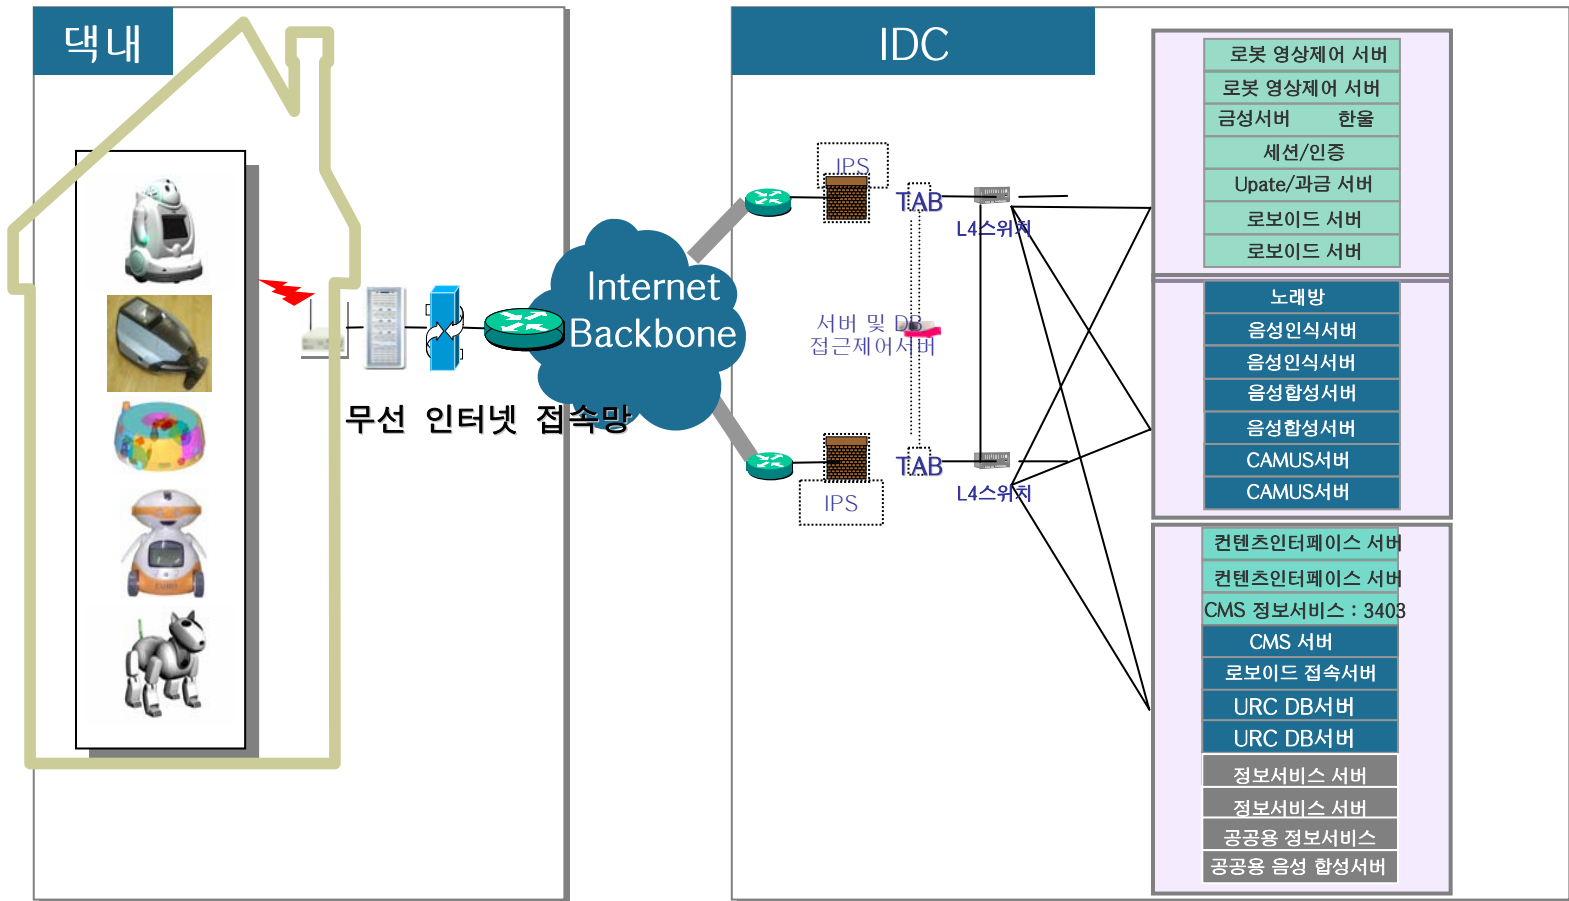 댁내
무선 인터넷 접속망
Internet
Backbone
IDC
IPS
TAB
L4스위치
서버 및 DB
접근제어서버
TAB
L4스위치
IPS
로봇 영상제어 서버
로봇 영상제어 서버
금성서버 한울
세션/인증
Upate/과금 서버
로보이드 서버
로보이드 서버
노래방
음성인식서버
음성인식서버
음성합성서버
음성합성서버
CAMUS서버
CAMUS서버
컨텐츠인터페이스 서버
컨텐츠인터페이스 서버
CMS 정보서비스 : 3403
CMS 서버
로보이드 접속서버
URC DB서버
URC DB서버
정보서비스 서버
정보서비스 서버
공공용 정보서비스
공공용 음성 합성서버